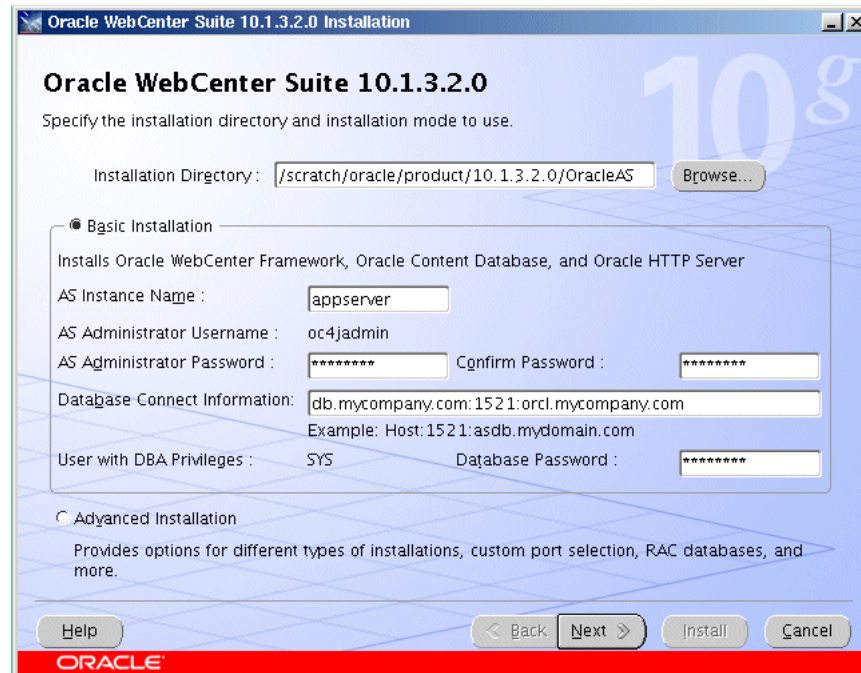 Oracle WebCenter Suite 10.1.3.2.0 Installation
10g
Oracle WebCenter Suite 10.1.3.2.0
Specify the installation directory and installation mode to use.
Installation Directory : /scratch/oracle/product/10.1.3.2.0/OracleAS Browse...
Basic Installation
Installs Oracle WebCenter Framework, Oracle Content Database, and Oracle HTTP Server
AS Instance Name : appserver
AS Administrator Username : oc4jadmin
AS Administrator Password : ******** Confirm Password : ********
Database Connect Information: db.mycompany.com:1521:orcl.mycompany.com
Example: Host:1521:asdb.mydomain.com
User with DBA Privileges : SYS Database Password : ********
Advanced Installation
Provides options for different types of installations, custom port selection, RAC databases, and
more.
Help Back Next Install Cancel
ORACLE